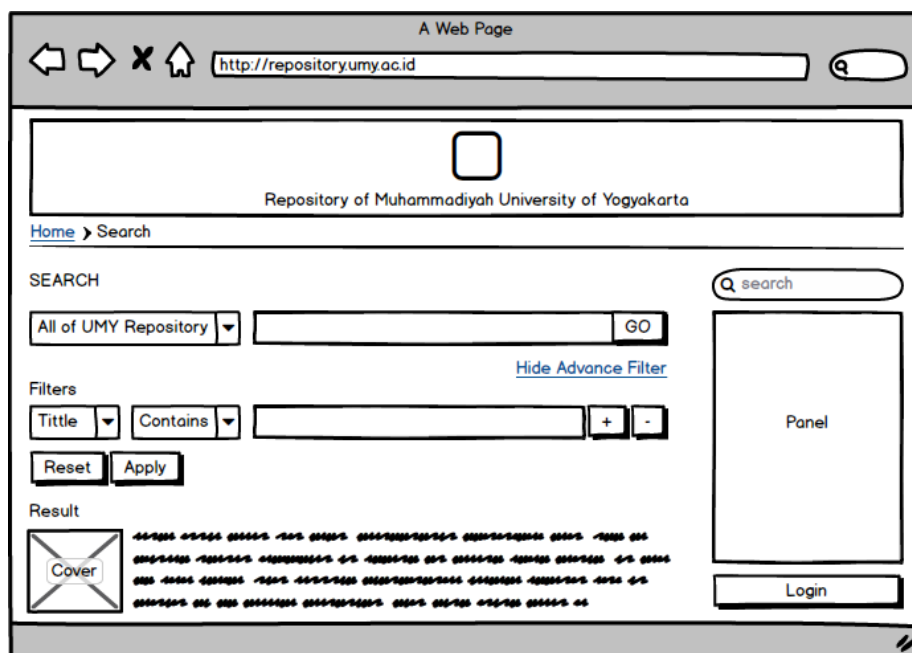 A Web Page
http://repository.umy.ac.id
Repository of Muhammadiyah University of Yogyakarta
Home Search
SEARCH
search
All of UMY Repository GO
Hide Advance Filter
Filters
Tittle Contains + -
Panel
Reset Apply
Result
Cover
Login